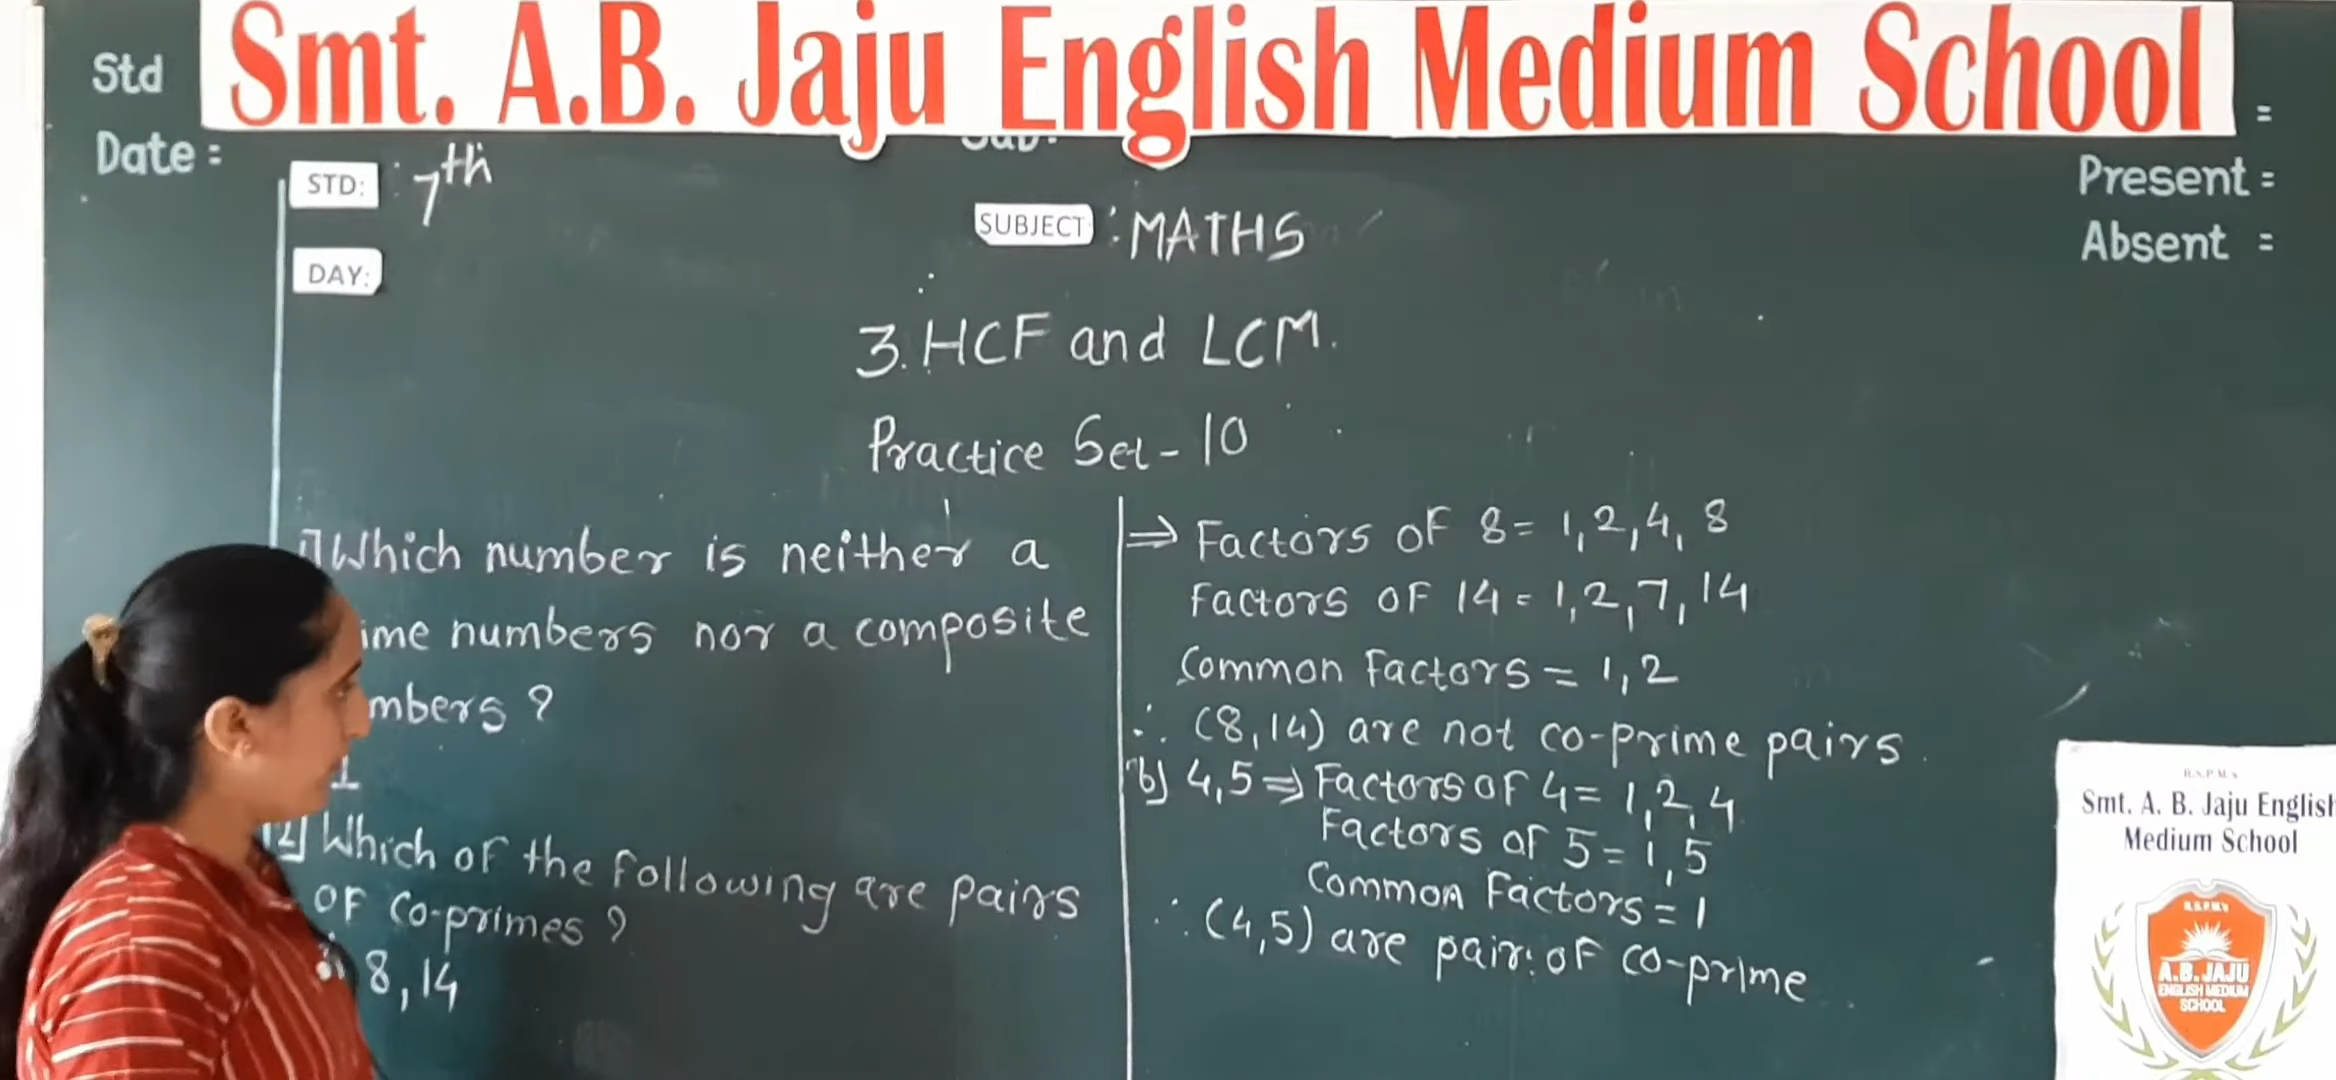 Smt. A.B. Jaju English Medium School
Std
Date =
=
Present =
Absent =
STD: : 7th
SUBJECT : MATHS
DAY:
3. HCF and LCM.
Practice Set - 10
1] Which number is neither a
ime numbers nor a composite
mbers ?
1
2] Which of the following are pairs
of co-primes ?
8, 14
⇒ Factors of 8 = 1, 2, 4, 8
Factors of 14 = 1, 2, 7, 14
Common Factors = 1, 2
∴ (8, 14) are not co-prime pairs.
b] 4, 5 ⇒ Factors of 4 = 1, 2, 4
Factors of 5 = 1, 5
Common Factors = 1
∴ (4, 5) are pair of co-prime
Smt. A. B. Jaju English
Medium School
A.B. JAJU
ENGLISH MEDIUM
SCHOOL